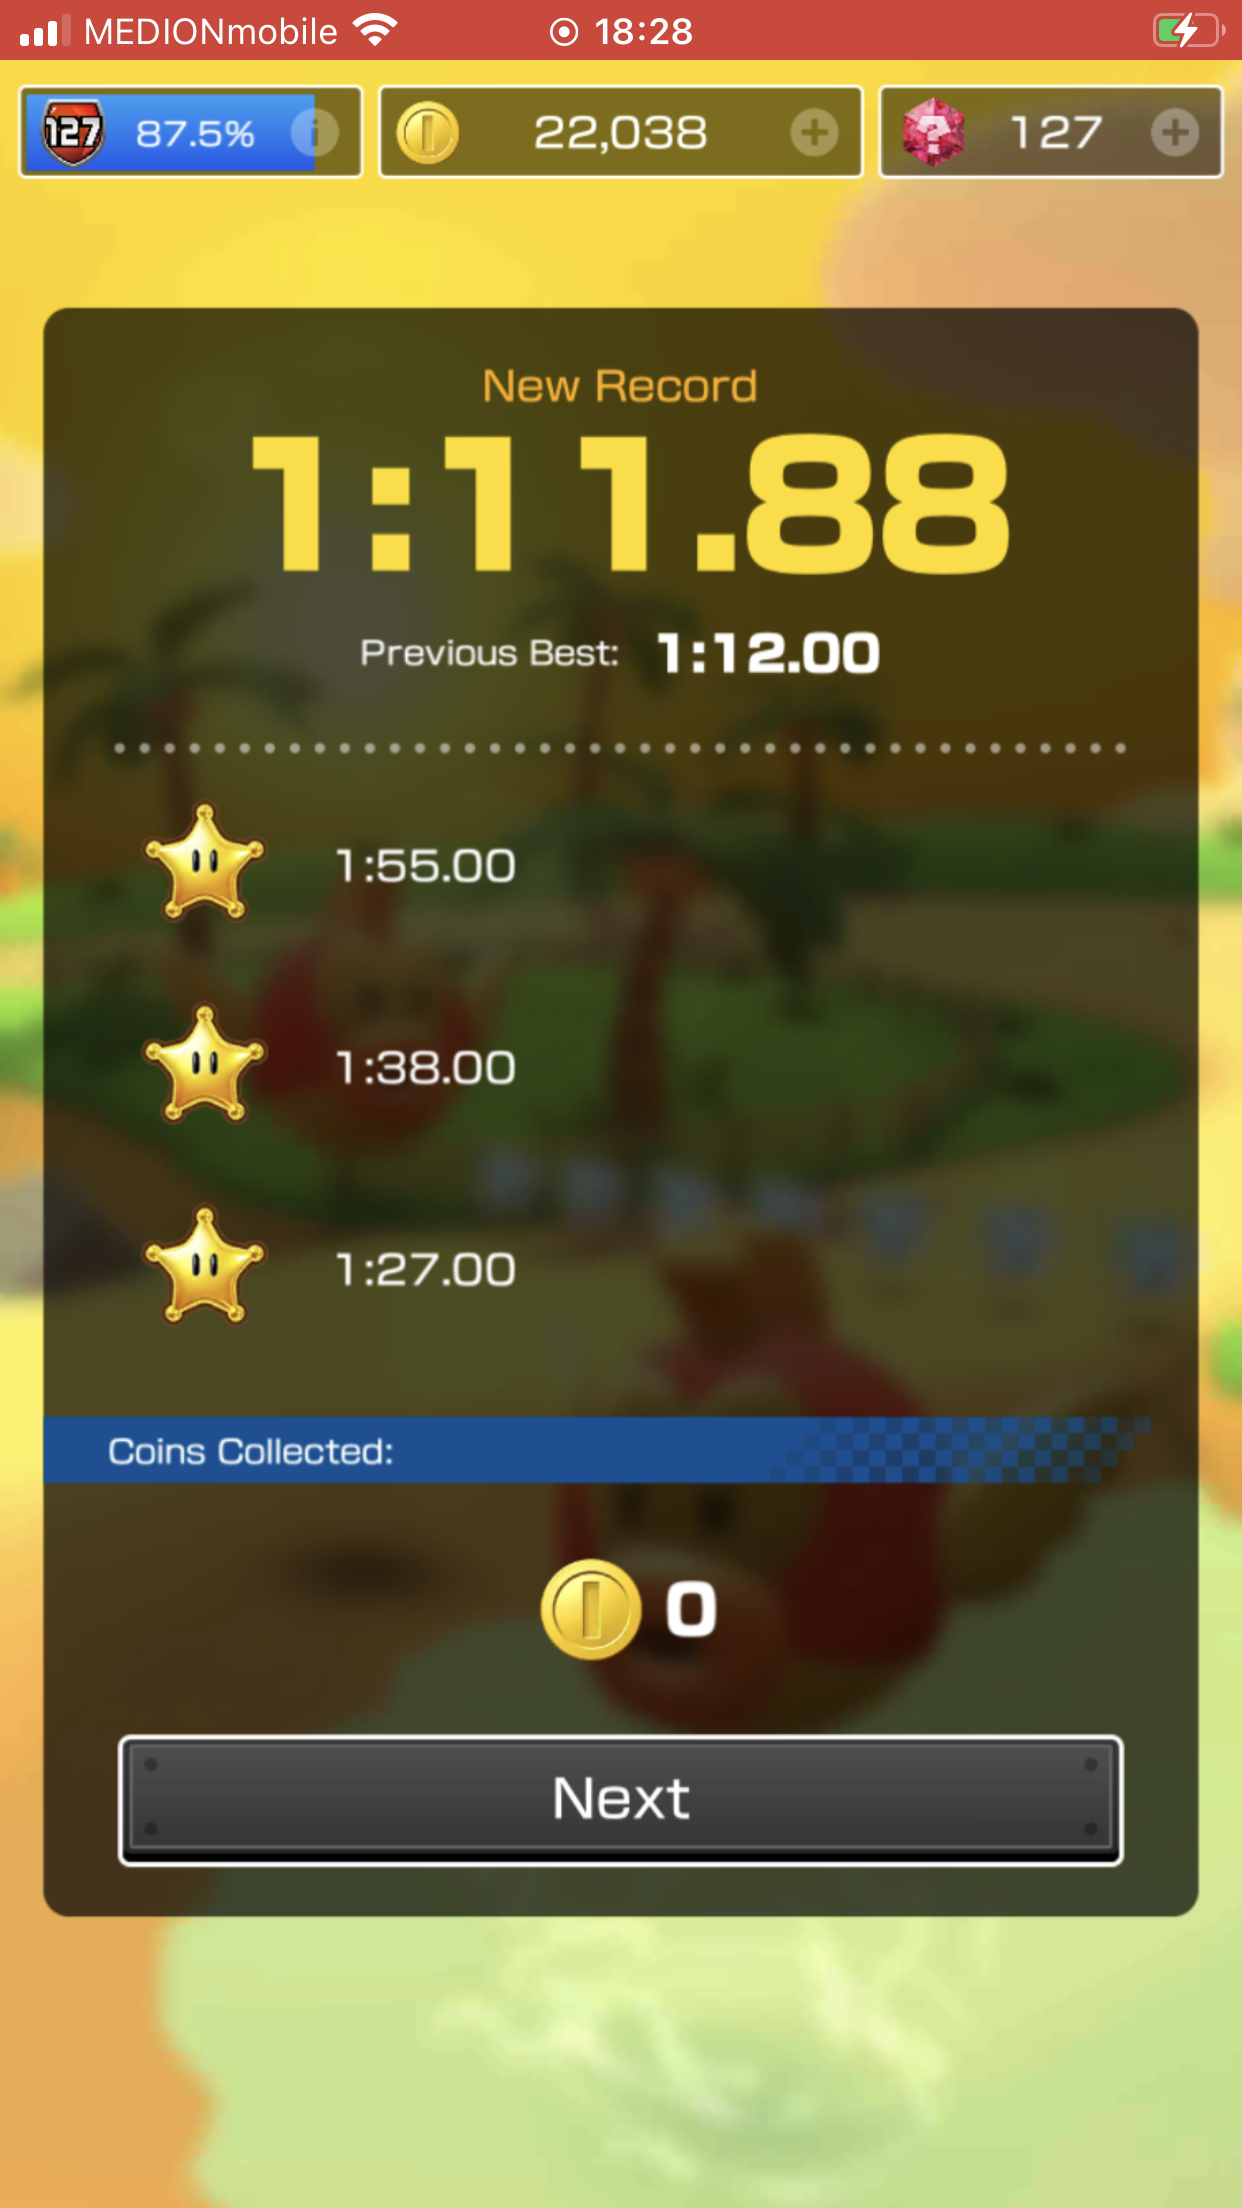 MEDIONmobile 18:28
127 87.5% i 22,038 + ? 127 +
New Record
1:11.88
Previous Best: 1:12.00
1:55.00
1:38.00
1:27.00
Coins Collected:
0
Next